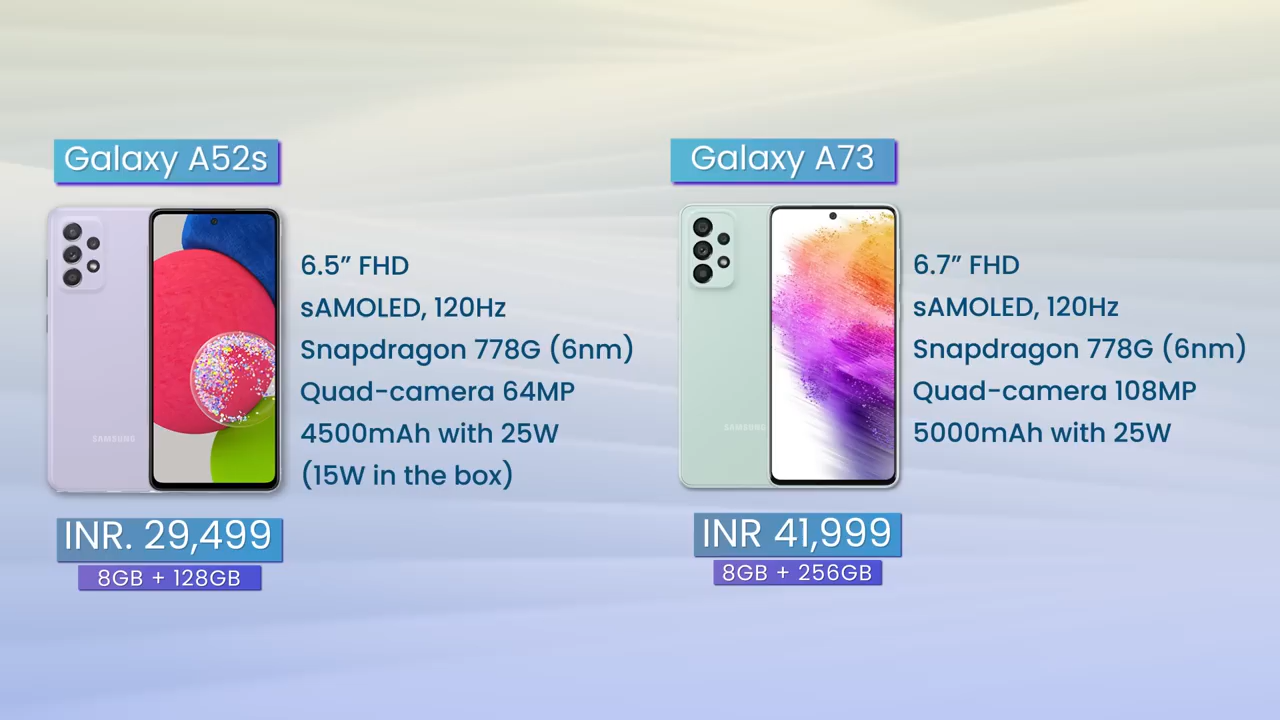 Galaxy A52s
SAMSUNG
6.5” FHD
sAMOLED, 120Hz
Snapdragon 778G (6nm)
Quad-camera 64MP
4500mAh with 25W
(15W in the box)
INR. 29,499
8GB + 128GB
Galaxy A73
SAMSUNG
6.7” FHD
sAMOLED, 120Hz
Snapdragon 778G (6nm)
Quad-camera 108MP
5000mAh with 25W
INR 41,999
8GB + 256GB